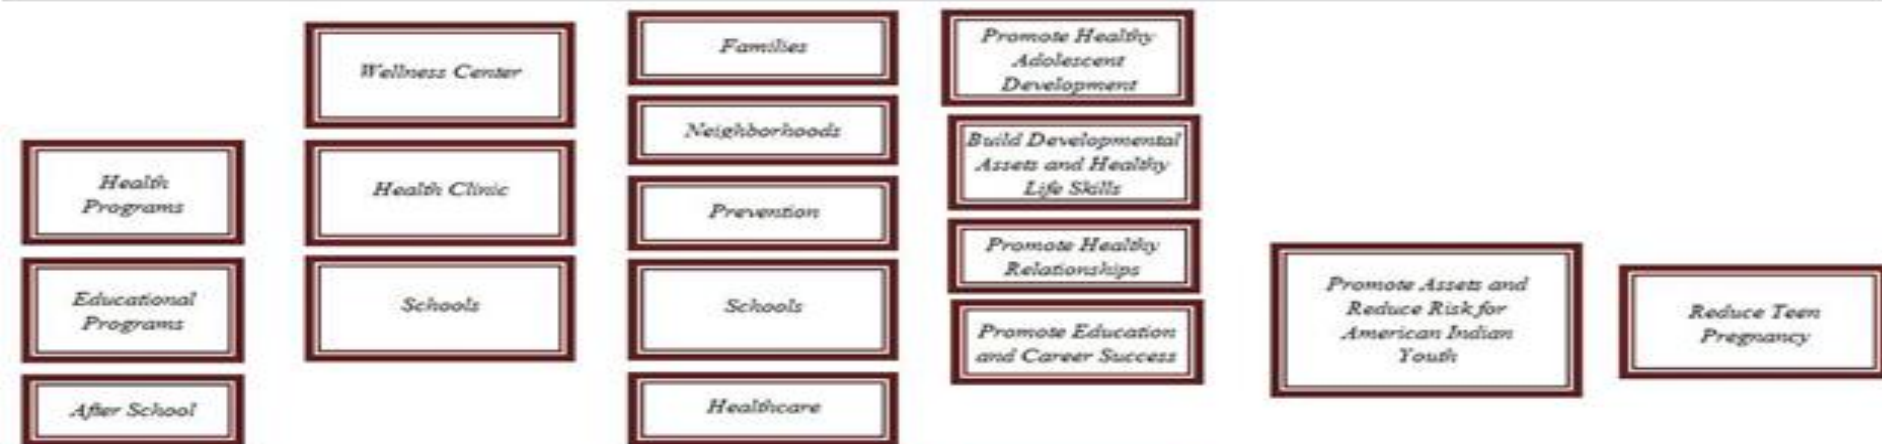 Health
Programs
Educational
Programs
After School
Wellness Center
Health Clinic
Schools
Families
Neighborhoods
Prevention
Schools
Healthcare
Promote Healthy
Adolescent
Development
Build Developmental
Assets and Healthy
Life Skills
Promote Healthy
Relationships
Promote Education
and Career Success
Promote Assets and
Reduce Risk for
American Indian
Youth
Reduce Teen
Pregnancy